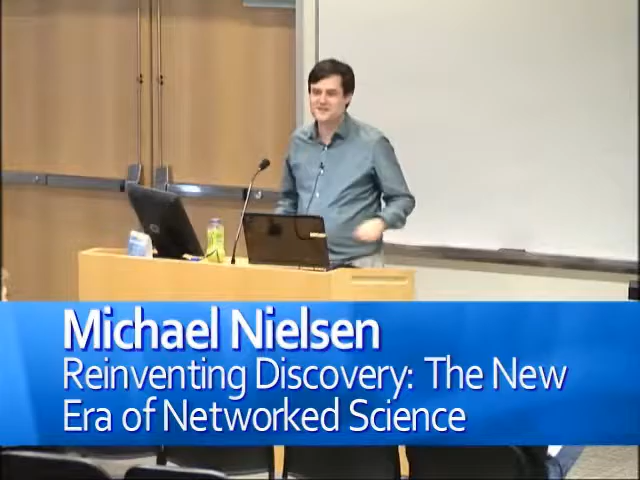 Michael Nielsen
Reinventing Discovery: The New
Era of Networked Science